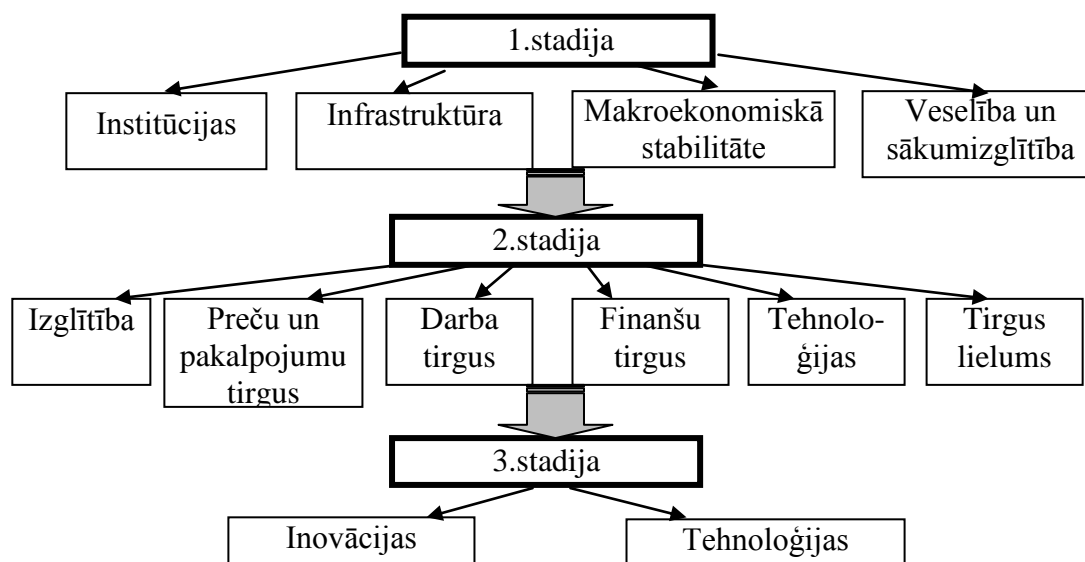 1.stadija
Institūcijas
Infrastruktūra
Makroekonomiskā
stabilitāte
Veselība un
sākumizglītība
2.stadija
Izglītība
Preču un
pakalpojumu
tirgus
Darba
tirgus
Finanšu
tirgus
Tehnolo-
ģijas
Tirgus
lielums
3.stadija
Inovācijas
Tehnoloģijas